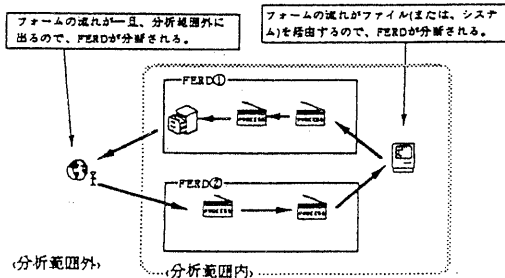 フォームの流れが一旦、分析範囲外に
出るので、FERDが分断される。
フォームの流れがファイル(または、システ
ム)を経由するので、FERDが分断される。
FERD①
PROCESS
PROCESS
FERD②
PROCESS
PROCESS
(分析範囲外)
(分析範囲内)